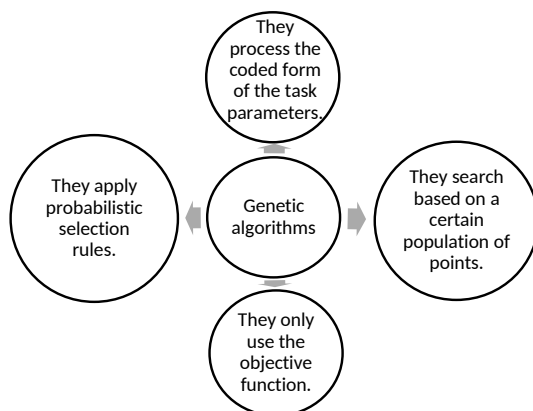 They
process the
coded form
of the task
parameters.
They apply
probabilistic
selection
rules.
Genetic
algorithms
They search
based on a
certain
population of
points.
They only
use the
objective
function.